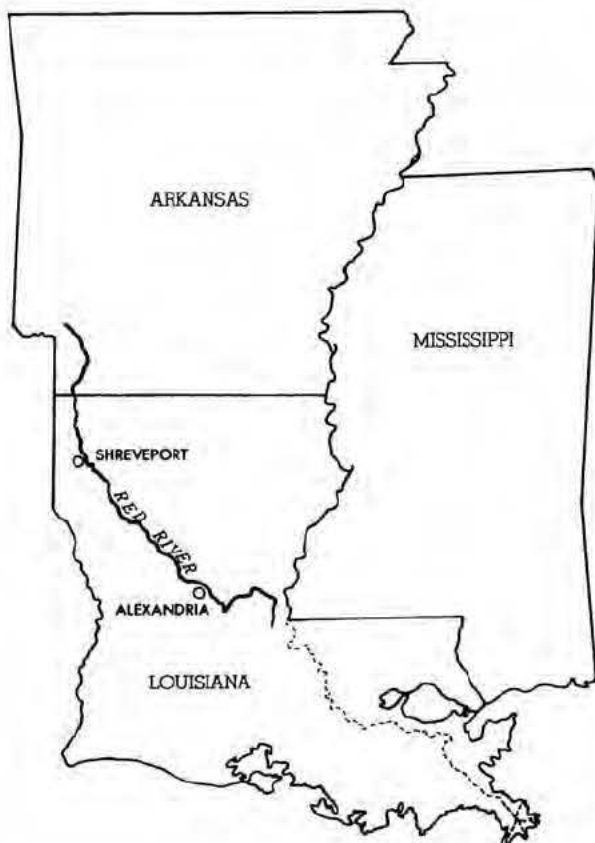 ARKANSAS
MISSISSIPPI
SHREVEPORT
RED RIVER
ALEXANDRIA
LOUISIANA